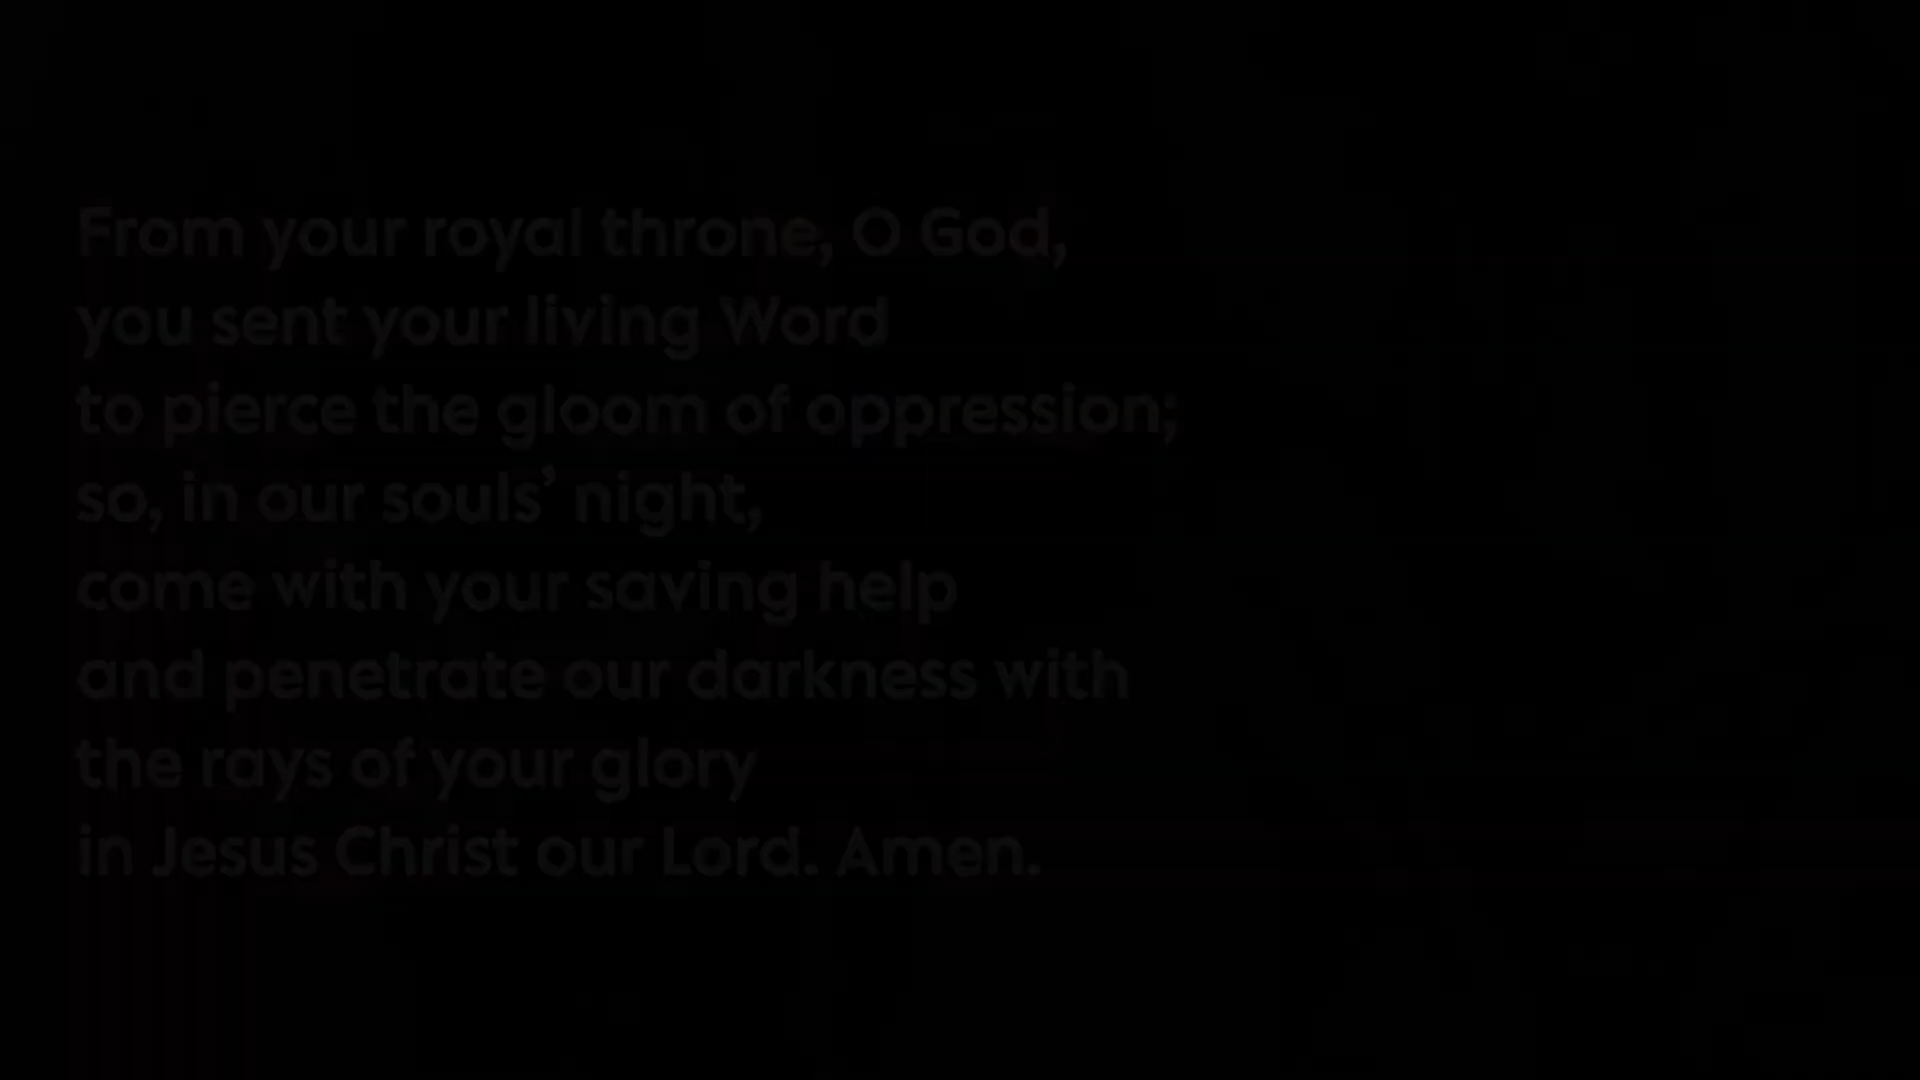 From your royal throne, O God,
you sent your living Word
to pierce the gloom of oppression;
so, in our souls’ night,
come with your saving help
and penetrate our darkness with
the rays of your glory
in Jesus Christ our Lord. Amen.